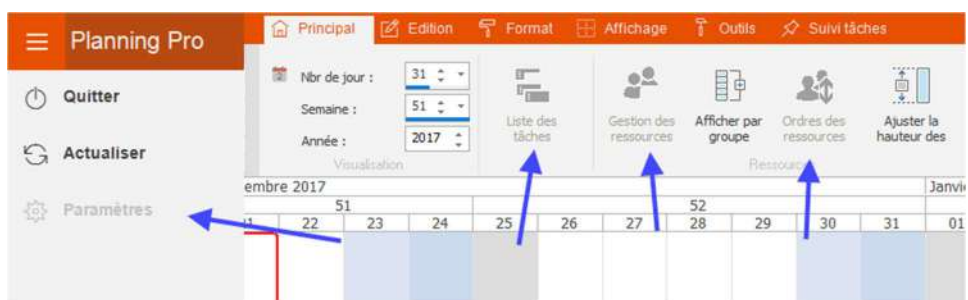 Planning Pro
Principal Edition Format Affichage Outils Suivi tâches
Quitter
Actualiser
Paramètres
Nbr de jour : 31
Semaine : 51
Année : 2017
Visualisation
Liste des
tâches
Gestion des
ressources
Afficher par
groupe
Ordres des
ressources
Ajuster la
hauteur des
embre 2017 Janvi
51 52
22 23 24 25 26 27 28 29 30 31 01